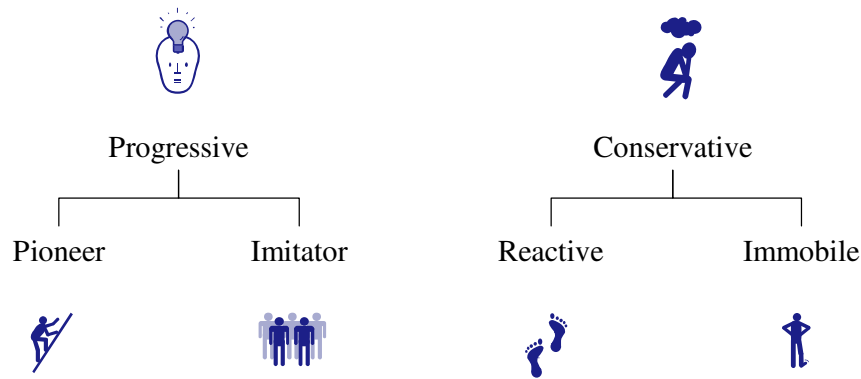 Progressive
Conservative
Pioneer
Imitator
Reactive
Immobile